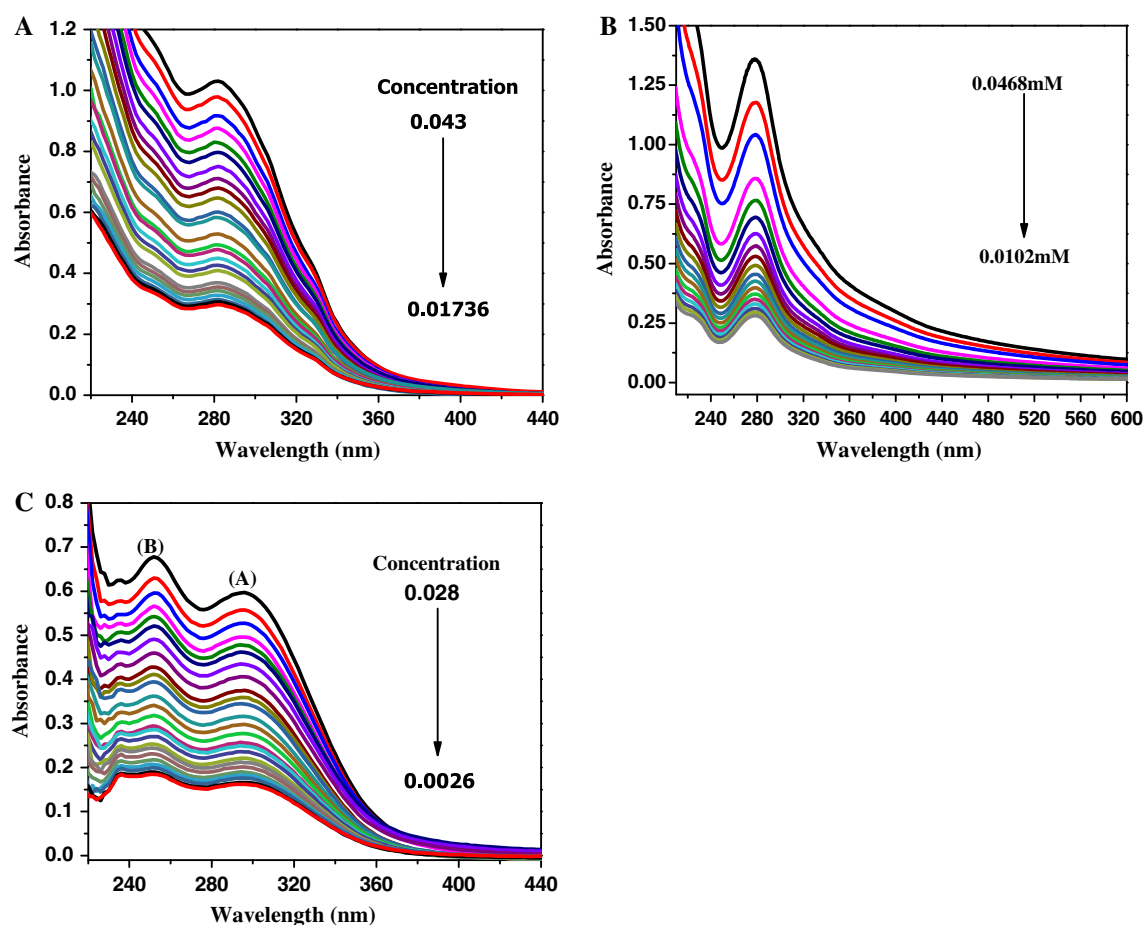 A
1.2
1.0
0.8
0.6
0.4
0.2
0.0
Absorbance
Concentration
0.043
0.01736
240 280 320 360 400 440
Wavelength (nm)
B
1.50
1.25
1.00
0.75
0.50
0.25
0.00
Absorbance
0.0468mM
0.0102mM
240 280 320 360 400 440 480 520 560 600
Wavelength (nm)
C
0.8
0.7
0.6
0.5
0.4
0.3
0.2
0.1
0.0
Absorbance
(B)
(A)
Concentration
0.028
0.0026
240 280 320 360 400 440
Wavelength (nm)